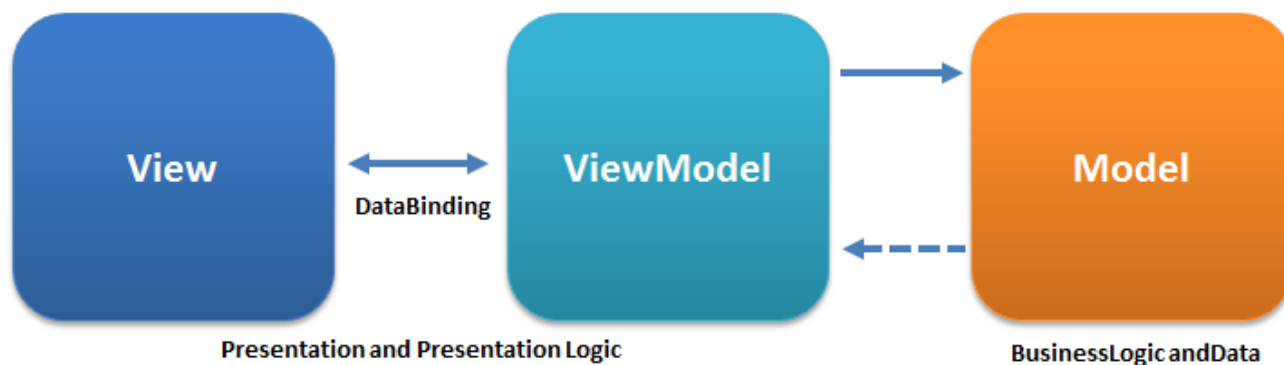 View
ViewModel
Model
DataBinding
Presentation and Presentation Logic
BusinessLogic andData